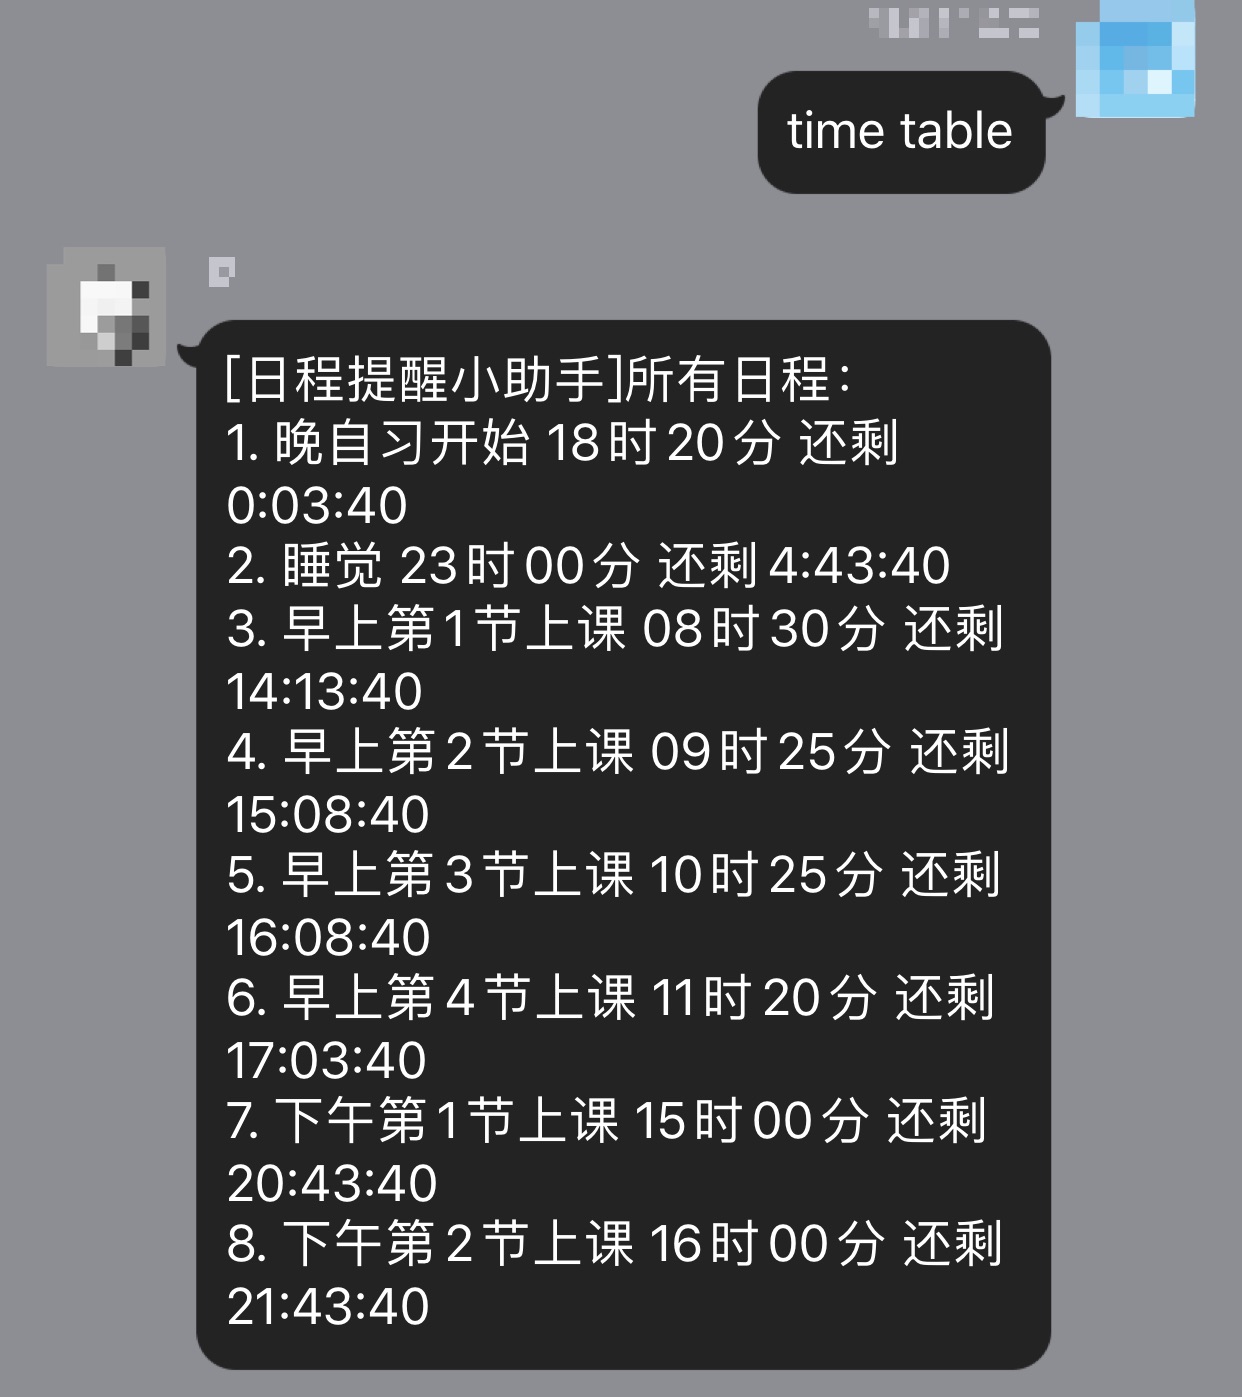 time table
[日程提醒小助手]所有日程：
1. 晚自习开始 18时20分 还剩
0:03:40
2. 睡觉 23时00分 还剩4:43:40
3. 早上第1节上课 08时30分 还剩
14:13:40
4. 早上第2节上课 09时25分 还剩
15:08:40
5. 早上第3节上课 10时25分 还剩
16:08:40
6. 早上第4节上课 11时20分 还剩
17:03:40
7. 下午第1节上课 15时00分 还剩
20:43:40
8. 下午第2节上课 16时00分 还剩
21:43:40